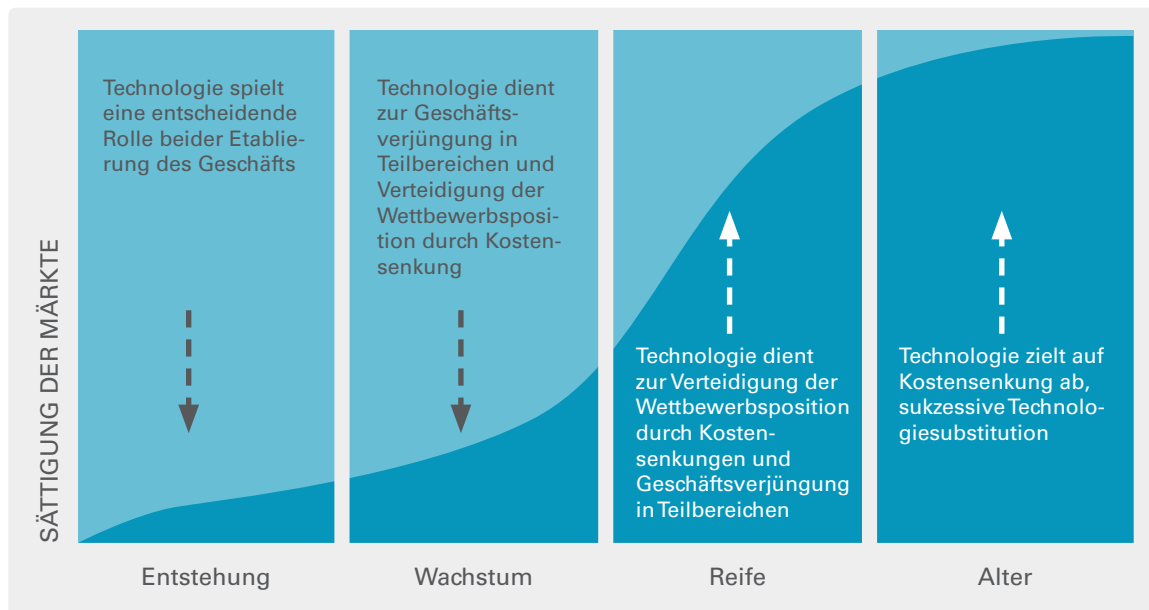 Technologie spielt
eine entscheidende
Rolle beider Etablie-
rung des Geschäfts
Technologie dient
zur Geschäfts-
verjüngung in
Teilbereichen und
Verteidigung der
Wettbewerbsposi-
tion durch Kosten-
senkung
Technologie dient
zur Verteidigung der
Wettbewerbsposition
durch Kosten-
senkungen und
Geschäftsverjüngung
in Teilbereichen
Technologie zielt auf
Kostensenkung ab,
sukzessive Technolo-
giesubstitution
SÄTTIGUNG DER MÄRKTE
Entstehung
Wachstum
Reife
Alter